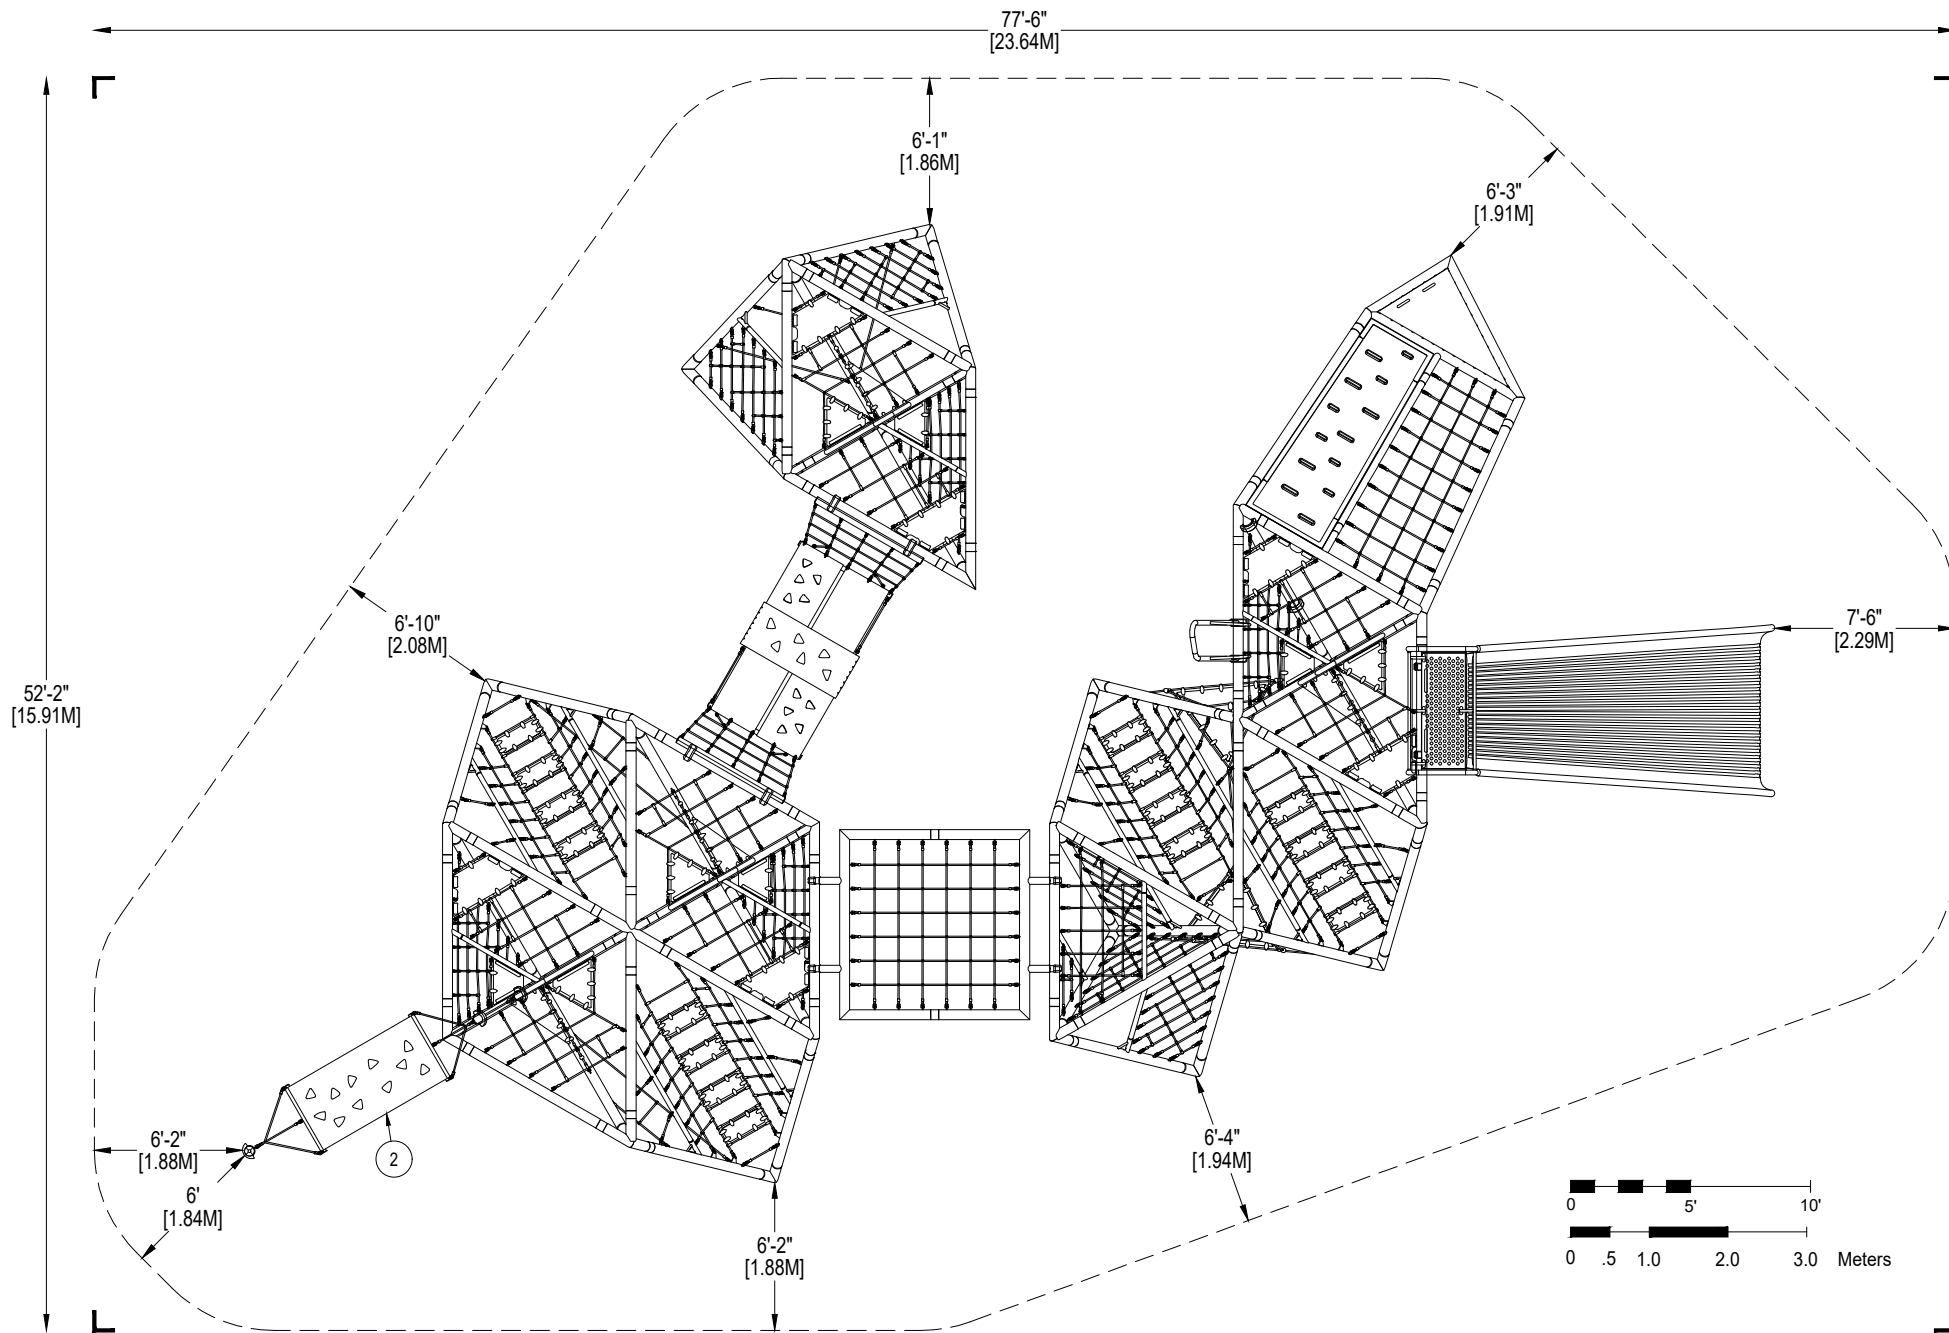 77'-6"
[23.64M]
6'-1"
[1.86M]
6'-3"
[1.91M]
6'-10"
[2.08M]
7'-6"
[2.29M]
52'-2"
[15.91M]
6'-2"
[1.88M]
2
6'
[1.84M]
6'-4"
[1.94M]
6'-2"
[1.88M]
0 5' 10'
0 .5 1.0 2.0 3.0 Meters